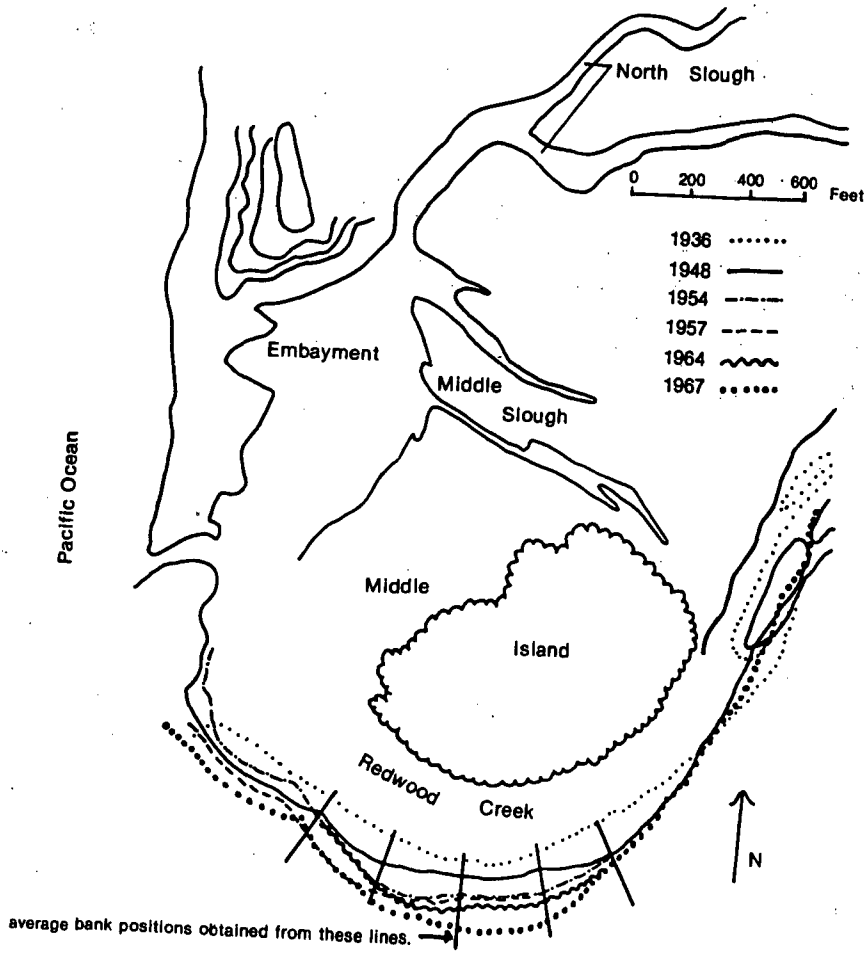 North Slough
0 200 400 600 Feet
1936
1948
1954
1957
1964
1967
Embayment
Middle
Slough
Pacific Ocean
Middle
Island
Redwood
Creek
N
average bank positions obtained from these lines.